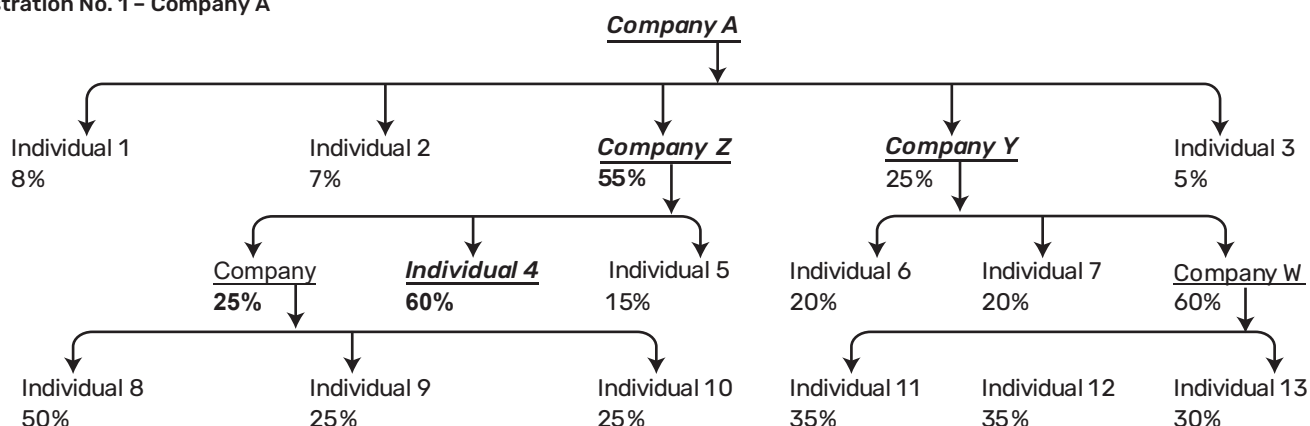 stration No. 1 – Company A
Company A
Individual 1
8%
Individual 2
7%
Company Z
55%
Company Y
25%
Individual 3
5%
Company
25%
Individual 4
60%
Individual 5
15%
Individual 6
20%
Individual 7
20%
Company W
60%
Individual 8
50%
Individual 9
25%
Individual 10
25%
Individual 11
35%
Individual 12
35%
Individual 13
30%